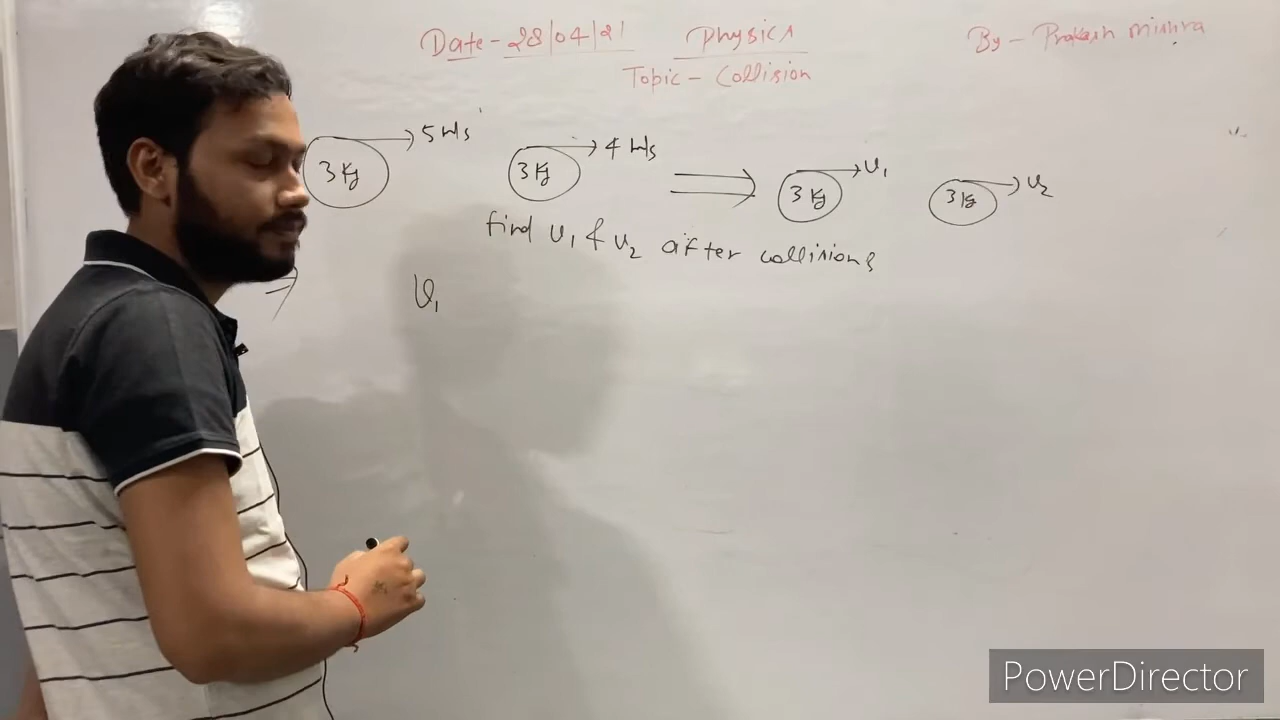 Date - 28/04/21 Physics By - Prakash Mishra
Topic - Collision
3 Kg 5 m/s 3 Kg 4 m/s 3 Kg v1 3 Kg v2
find v1 & v2 after collisions
v1
PowerDirector